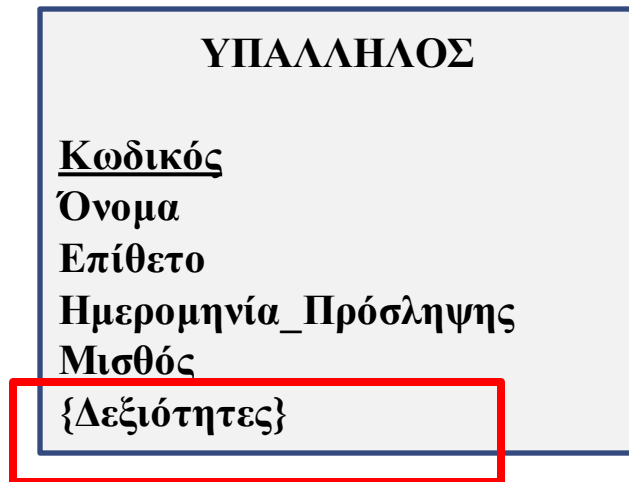 ΥΠΑΛΛΗΛΟΣ
Κωδικός
Όνομα
Επίθετο
Ημερομηνία_Πρόσληψης
Μισθός
{Δεξιότητες}